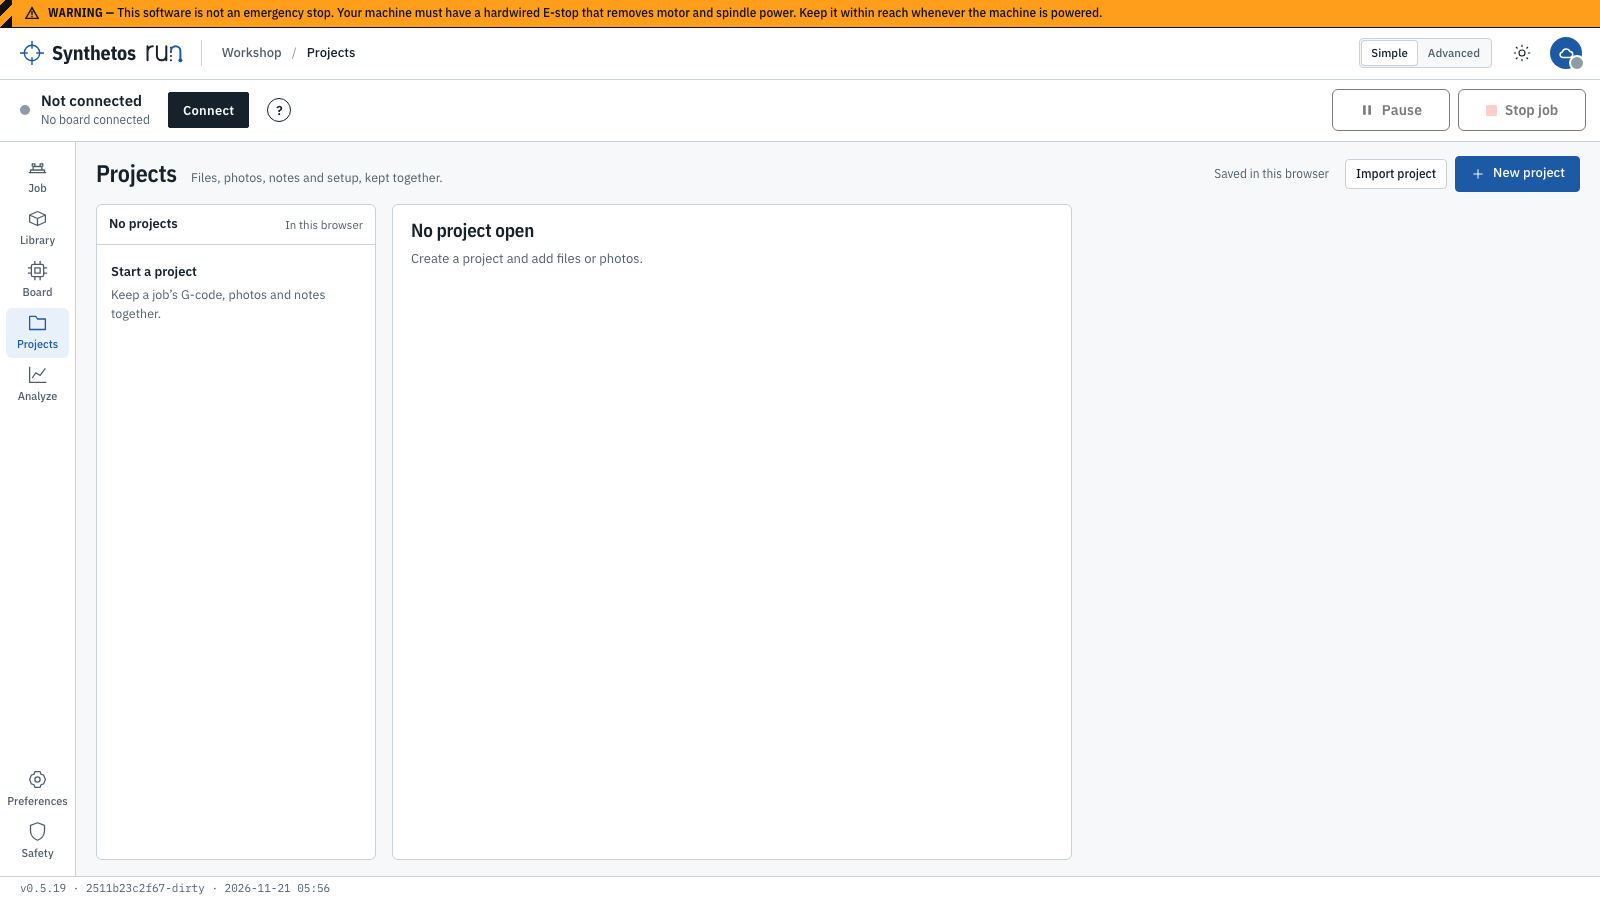 WARNING — This software is not an emergency stop. Your machine must have a hardwired E-stop that removes motor and spindle power. Keep it within reach whenever the machine is powered.
Synthetos run
Workshop / Projects
Simple Advanced
Not connected
No board connected
Connect
?
Pause
Stop job
Job
Library
Board
Projects
Analyze
Preferences
Safety
Projects
Files, photos, notes and setup, kept together.
Saved in this browser
Import project
+ New project
No projects
In this browser
Start a project
Keep a job’s G-code, photos and notes
together.
No project open
Create a project and add files or photos.
v0.5.19 · 2511b23c2f67-dirty · 2026-11-21 05:56